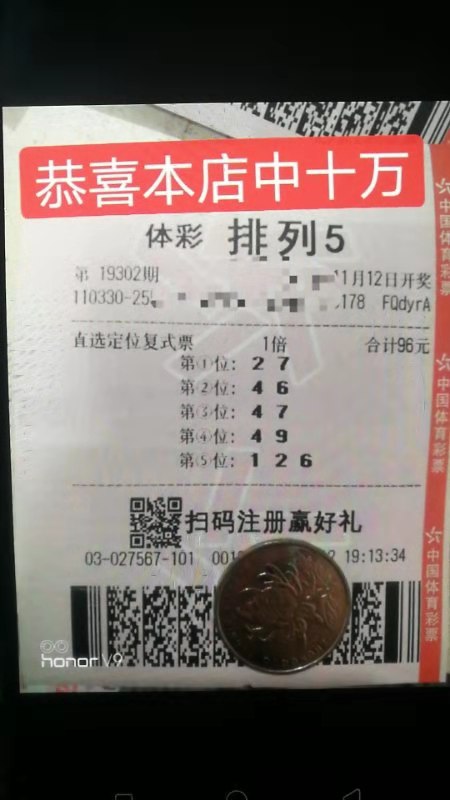 恭喜本店中十万
体彩 排列5
第 19302期 11月12日开奖
110330-25 178 FQdyrA
直选定位复式票 1倍 合计96元
第①位: 2 7
第②位: 4 6
第③位: 4 7
第④位: 4 9
第⑤位: 1 2 6
扫码注册赢好礼
03-027567-101 001 2 19:13:34
中国体育彩票
中国体育彩票
中国体育彩票
honor V9